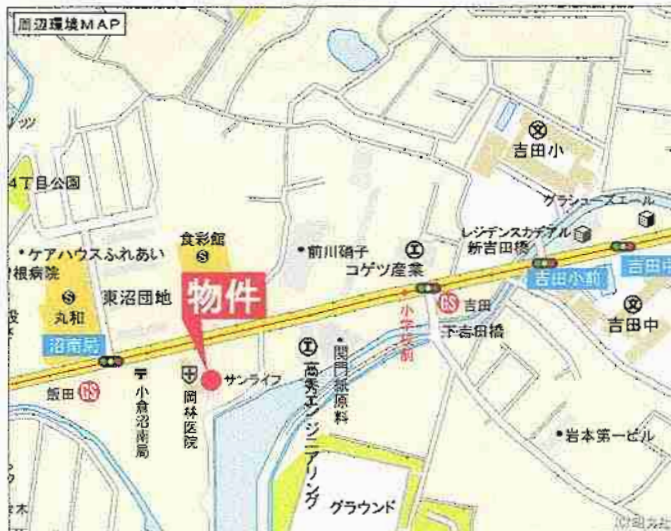 周辺環境MAP
吉田小
4丁目公園
グラシューズエール
レジデンスカデアル
新吉田橋
食彩館
ケアハウスふれあい
前川硝子
コゲツ産業
根病院
吉田小前
物件
東沼団地
丸和
GS
吉田
吉田中
小学校前
下吉田橋
沼南局
サンライフ
飯田
GS
小倉沼南局
岡林医院
高秀エンジニアリング
関門紙原料
岩本第一ビル
グラウンド